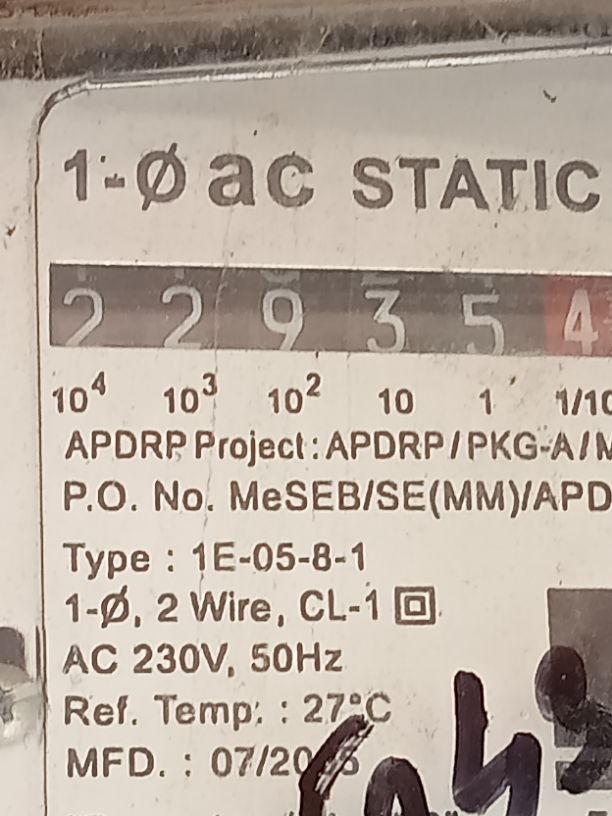 1-Ø ac STATIC
2 2 9 3 5 4
10⁴ 10³ 10² 10 1 1/10
APDRP Project : APDRP/PKG-A/M
P.O. No. MeSEB/SE(MM)/APD
Type : 1E-05-8-1
1-Ø, 2 Wire, CL-1
AC 230V, 50Hz
Ref. Temp. : 27°C
MFD. :